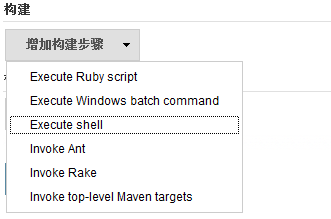 构建
增加构建步骤
Execute Ruby script
Execute Windows batch command
Execute shell
Invoke Ant
Invoke Rake
Invoke top-level Maven targets